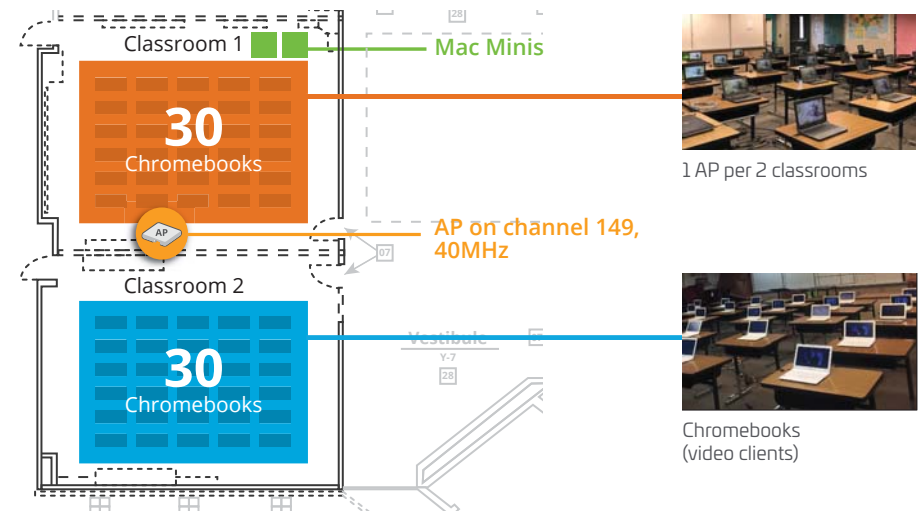 28
Classroom 1
Mac Minis
30
Chromebooks
1 AP per 2 classrooms
AP
AP on channel 149,
40MHz
07
Classroom 2
Vestibule
Y-7
28
30
Chromebooks
Chromebooks
(video clients)